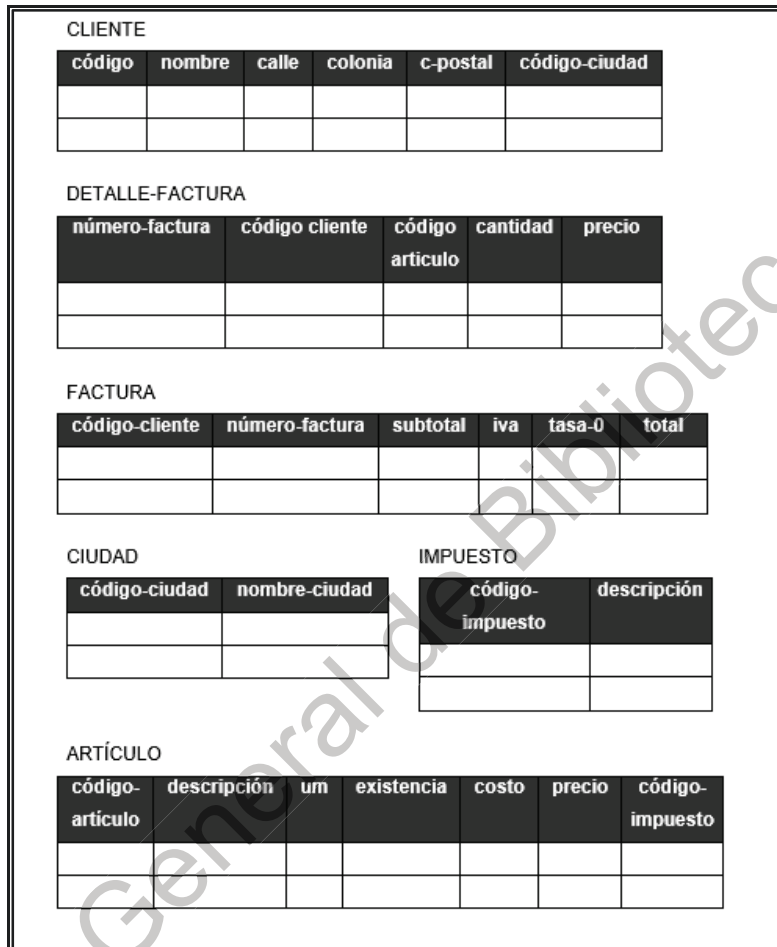 CLIENTE
código nombre calle colonia c-postal código-ciudad
DETALLE-FACTURA
número-factura código cliente código cantidad precio
articulo
FACTURA
código-cliente número-factura subtotal iva tasa-0 total
CIUDAD IMPUESTO
código-ciudad nombre-ciudad código- descripción
impuesto
ARTÍCULO
código- descripción um existencia costo precio código-
artículo impuesto
General de Bibliotec